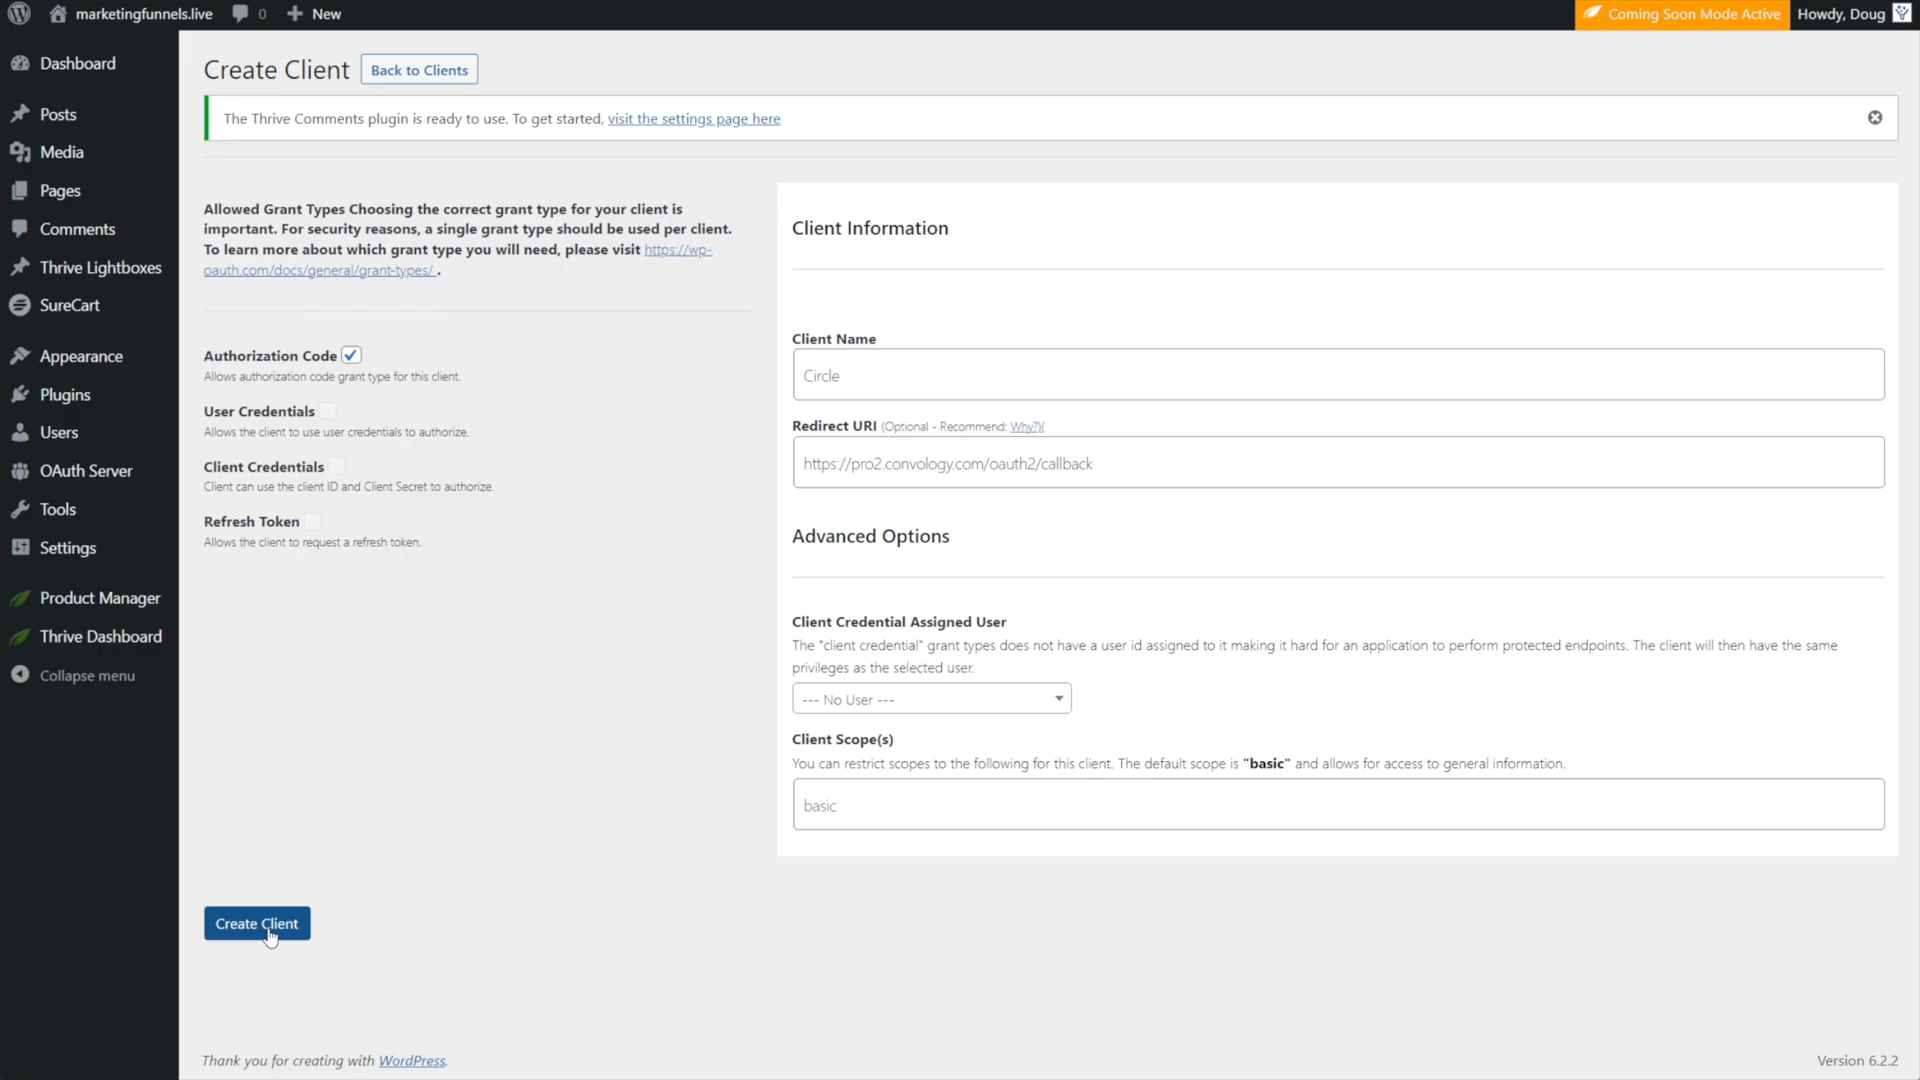 marketingfunnels.live
0
New
Coming Soon Mode Active
Howdy, Doug
Dashboard
Posts
Media
Pages
Comments
Thrive Lightboxes
SureCart
Appearance
Plugins
Users
OAuth Server
Tools
Settings
Product Manager
Thrive Dashboard
Collapse menu
Create Client
Back to Clients
The Thrive Comments plugin is ready to use. To get started, visit the settings page here
Allowed Grant Types Choosing the correct grant type for your client is
important. For security reasons, a single grant type should be used per client.
To learn more about which grant type you will need, please visit https://wp-
oauth.com/docs/general/grant-types/ .
Authorization Code
Allows authorization code grant type for this client.
User Credentials
Allows the client to use user credentials to authorize.
Client Credentials
Client can use the client ID and Client Secret to authorize.
Refresh Token
Allows the client to request a refresh token.
Client Information
Client Name
Circle
Redirect URI (Optional - Recommend: Why?)(
https://pro2.convology.com/oauth2/callback
Advanced Options
Client Credential Assigned User
The "client credential" grant types does not have a user id assigned to it making it hard for an application to perform protected endpoints. The client will then have the same
privileges as the selected user.
--- No User ---
Client Scope(s)
You can restrict scopes to the following for this client. The default scope is "basic" and allows for access to general information.
basic
Create Client
Thank you for creating with WordPress.
Version 6.2.2